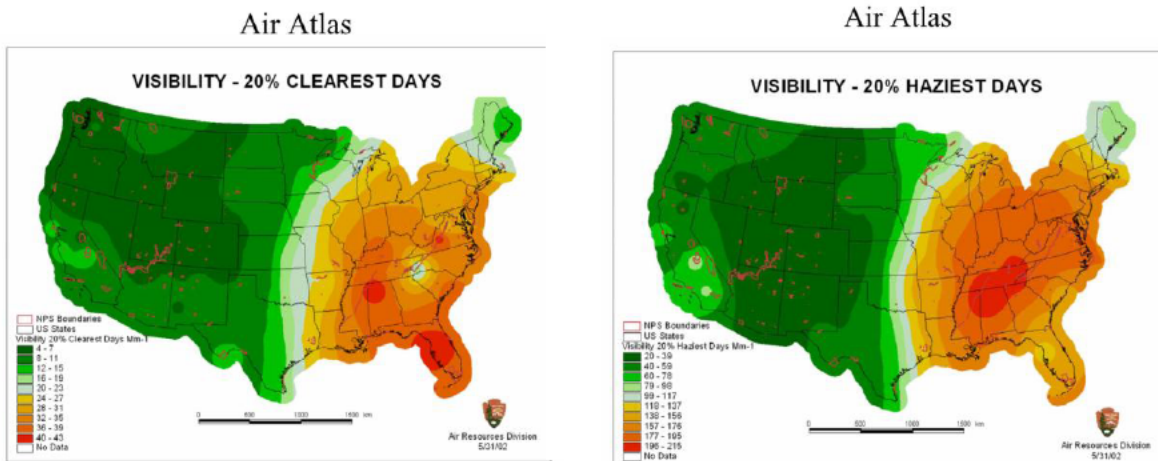 Air Atlas
VISIBILITY - 20% CLEAREST DAYS
NPS Boundaries
US States
Visibility 20% Clearest Days Mm-1
4 - 7
8 - 11
12 - 15
16 - 19
20 - 23
24 - 27
28 - 31
32 - 35
36 - 39
40 - 43
No Data
0 500 1000 1500 km
Air Resources Division
5/31/02
Air Atlas
VISIBILITY - 20% HAZIEST DAYS
NPS Boundaries
US States
Visibility 20% Haziest Days Mm-1
20 - 39
40 - 59
60 - 78
79 - 98
99 - 117
118 - 137
138 - 156
157 - 176
177 - 195
196 - 215
No Data
0 500 1000 1500 km
Air Resources Division
5/31/02